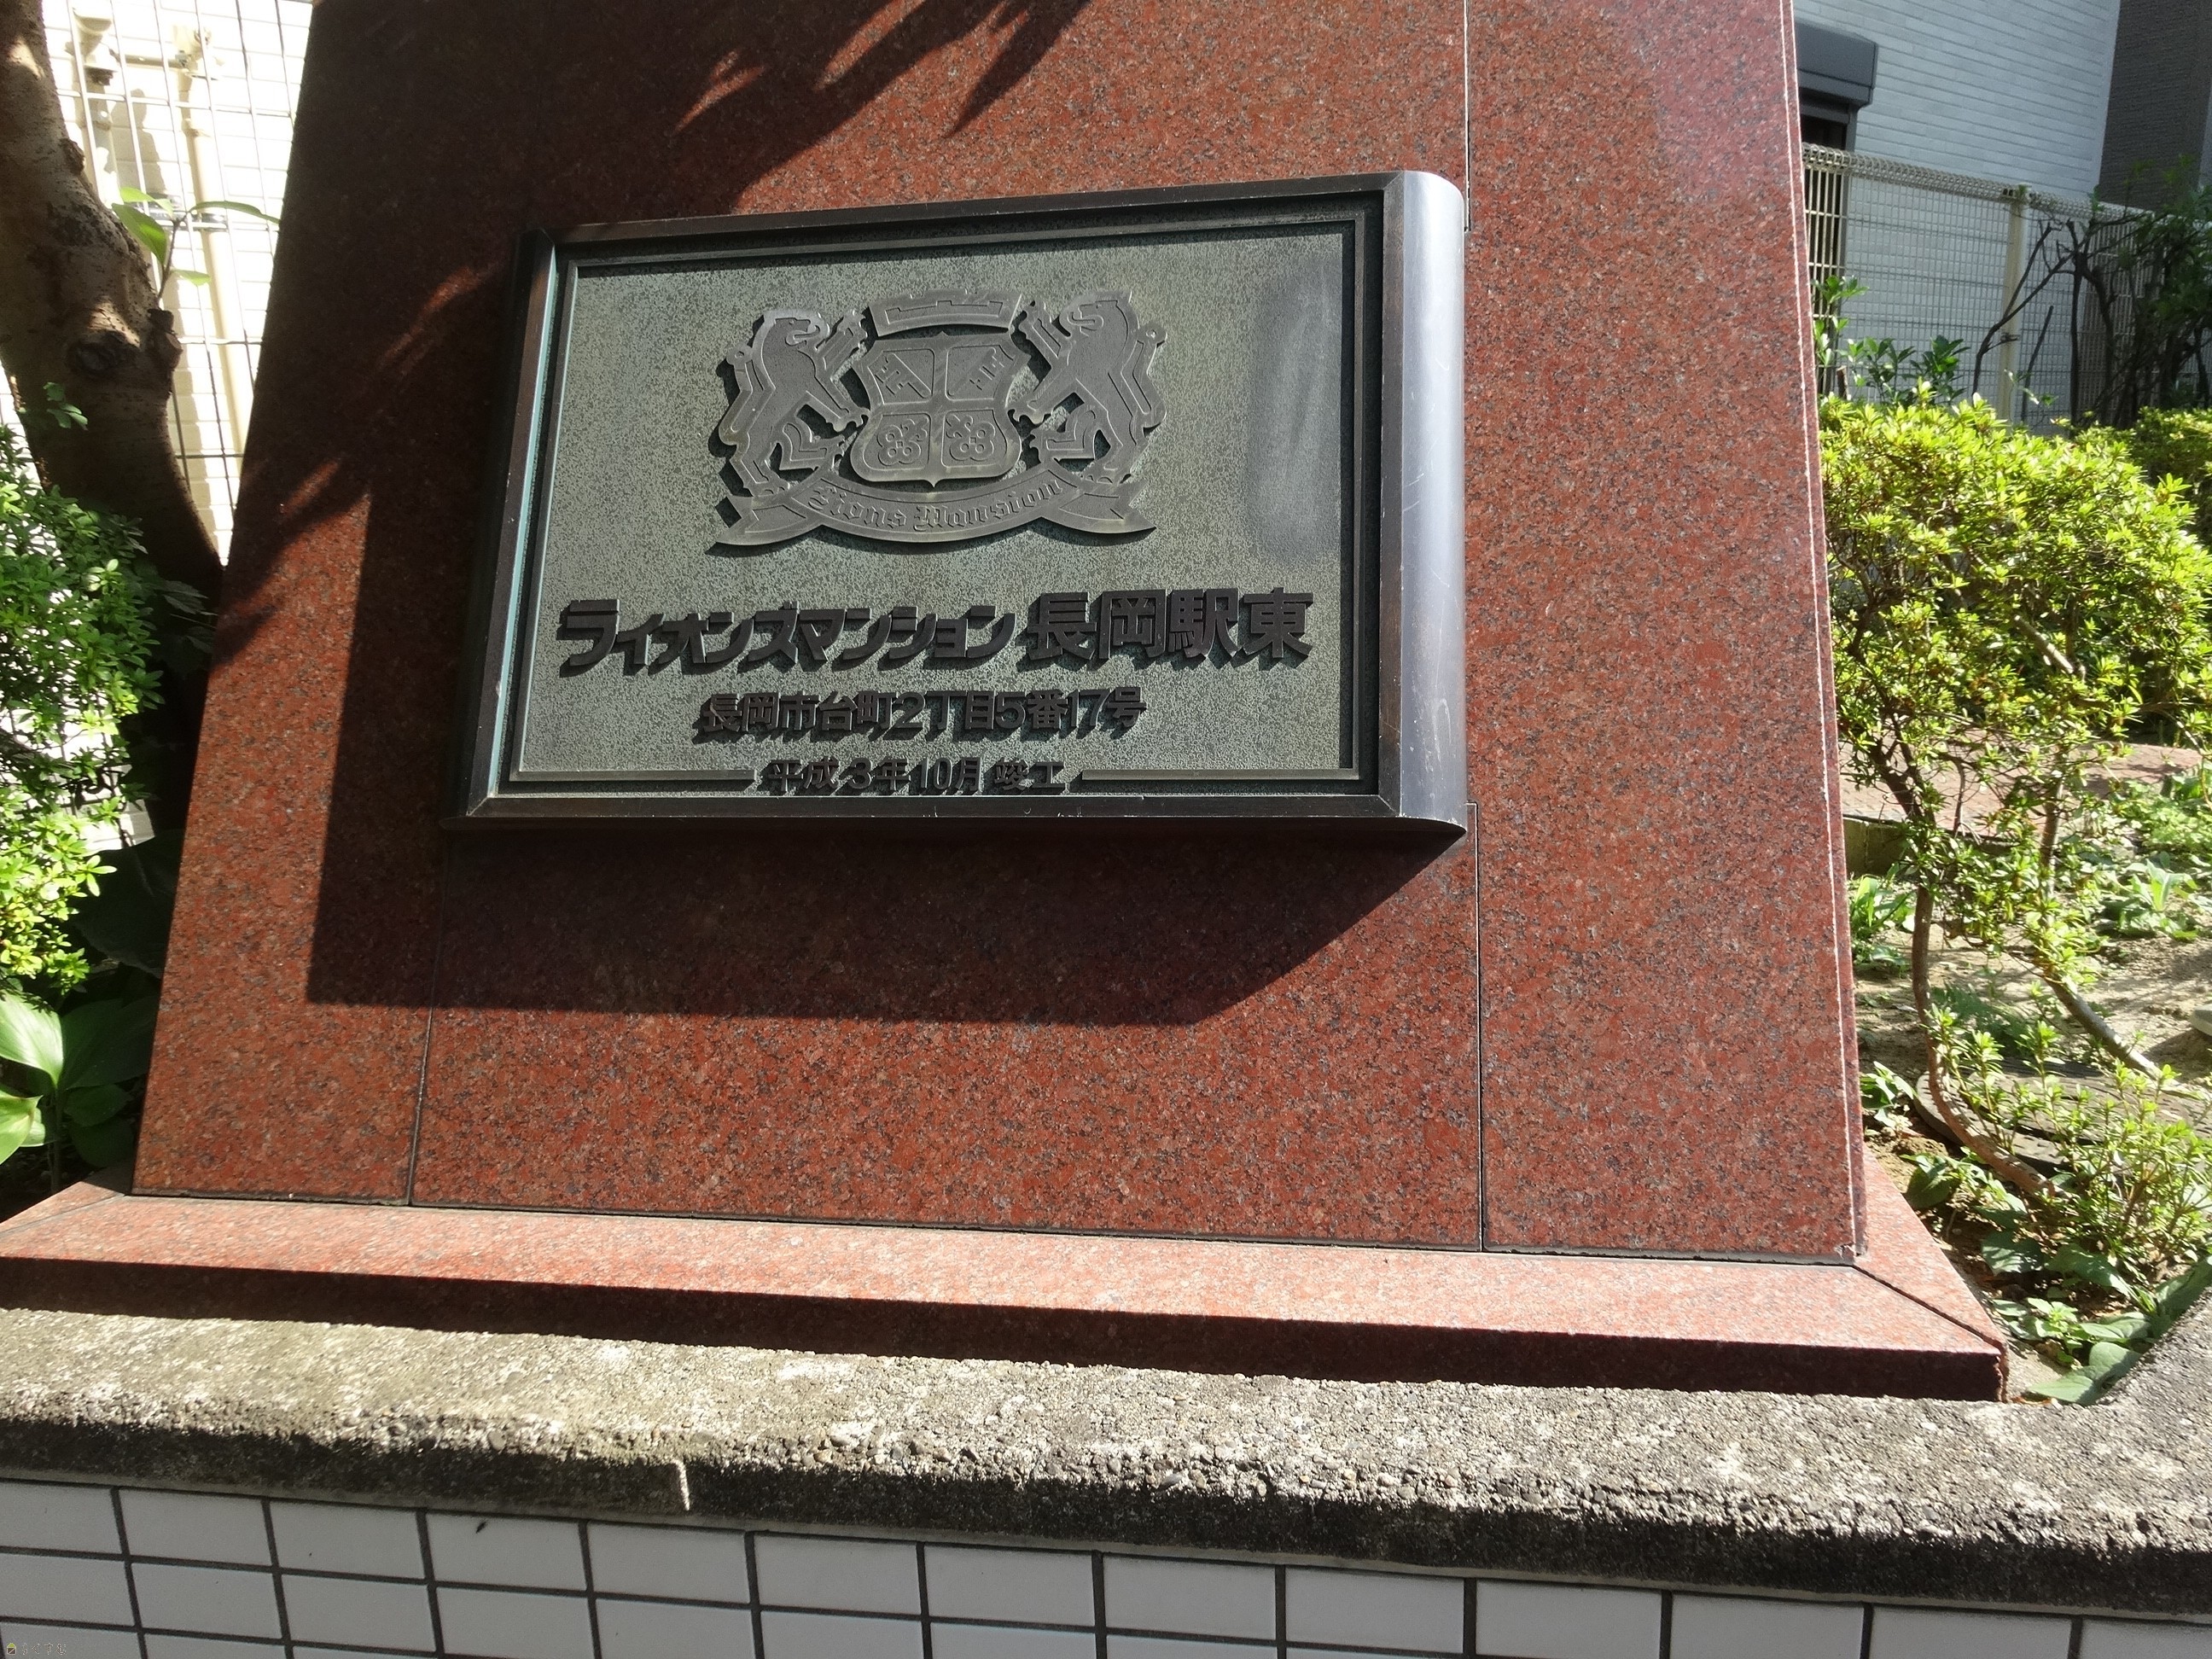 Lions Mansion
ライオンズマンション長岡駅東
長岡市台町2丁目5番17号
平成3年10月竣工